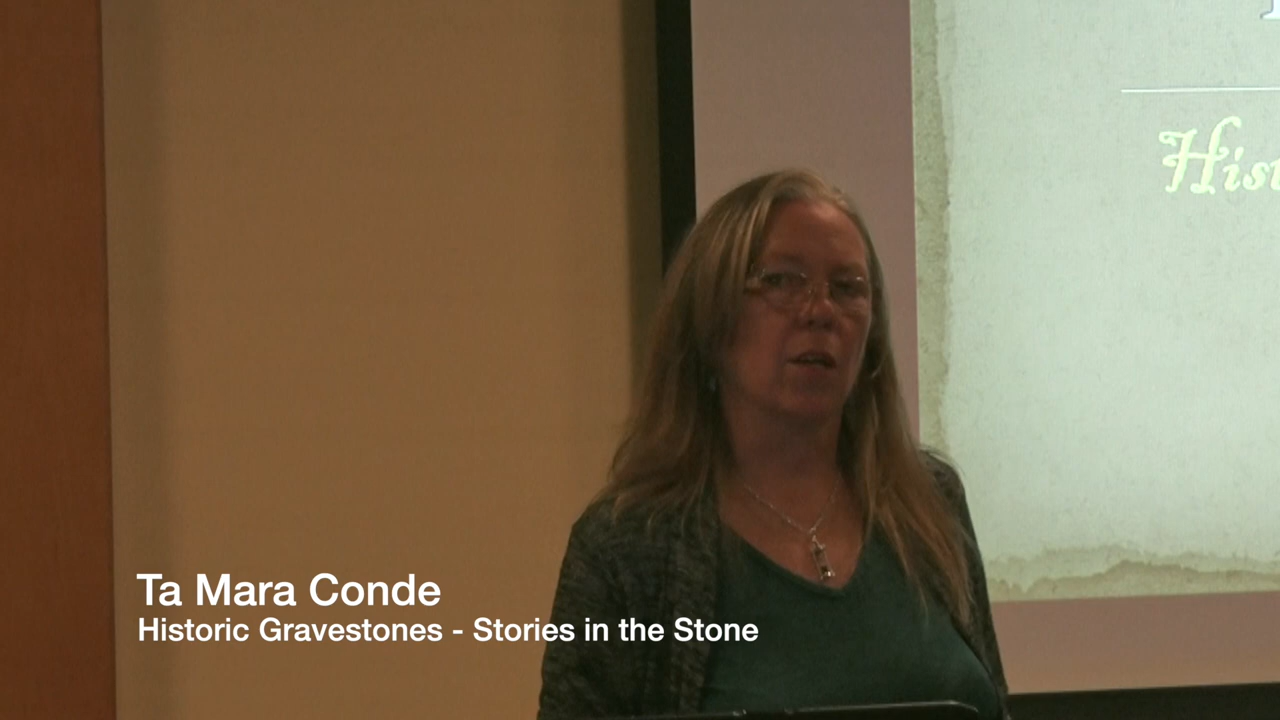 Ta Mara Conde
Historic Gravestones - Stories in the Stone